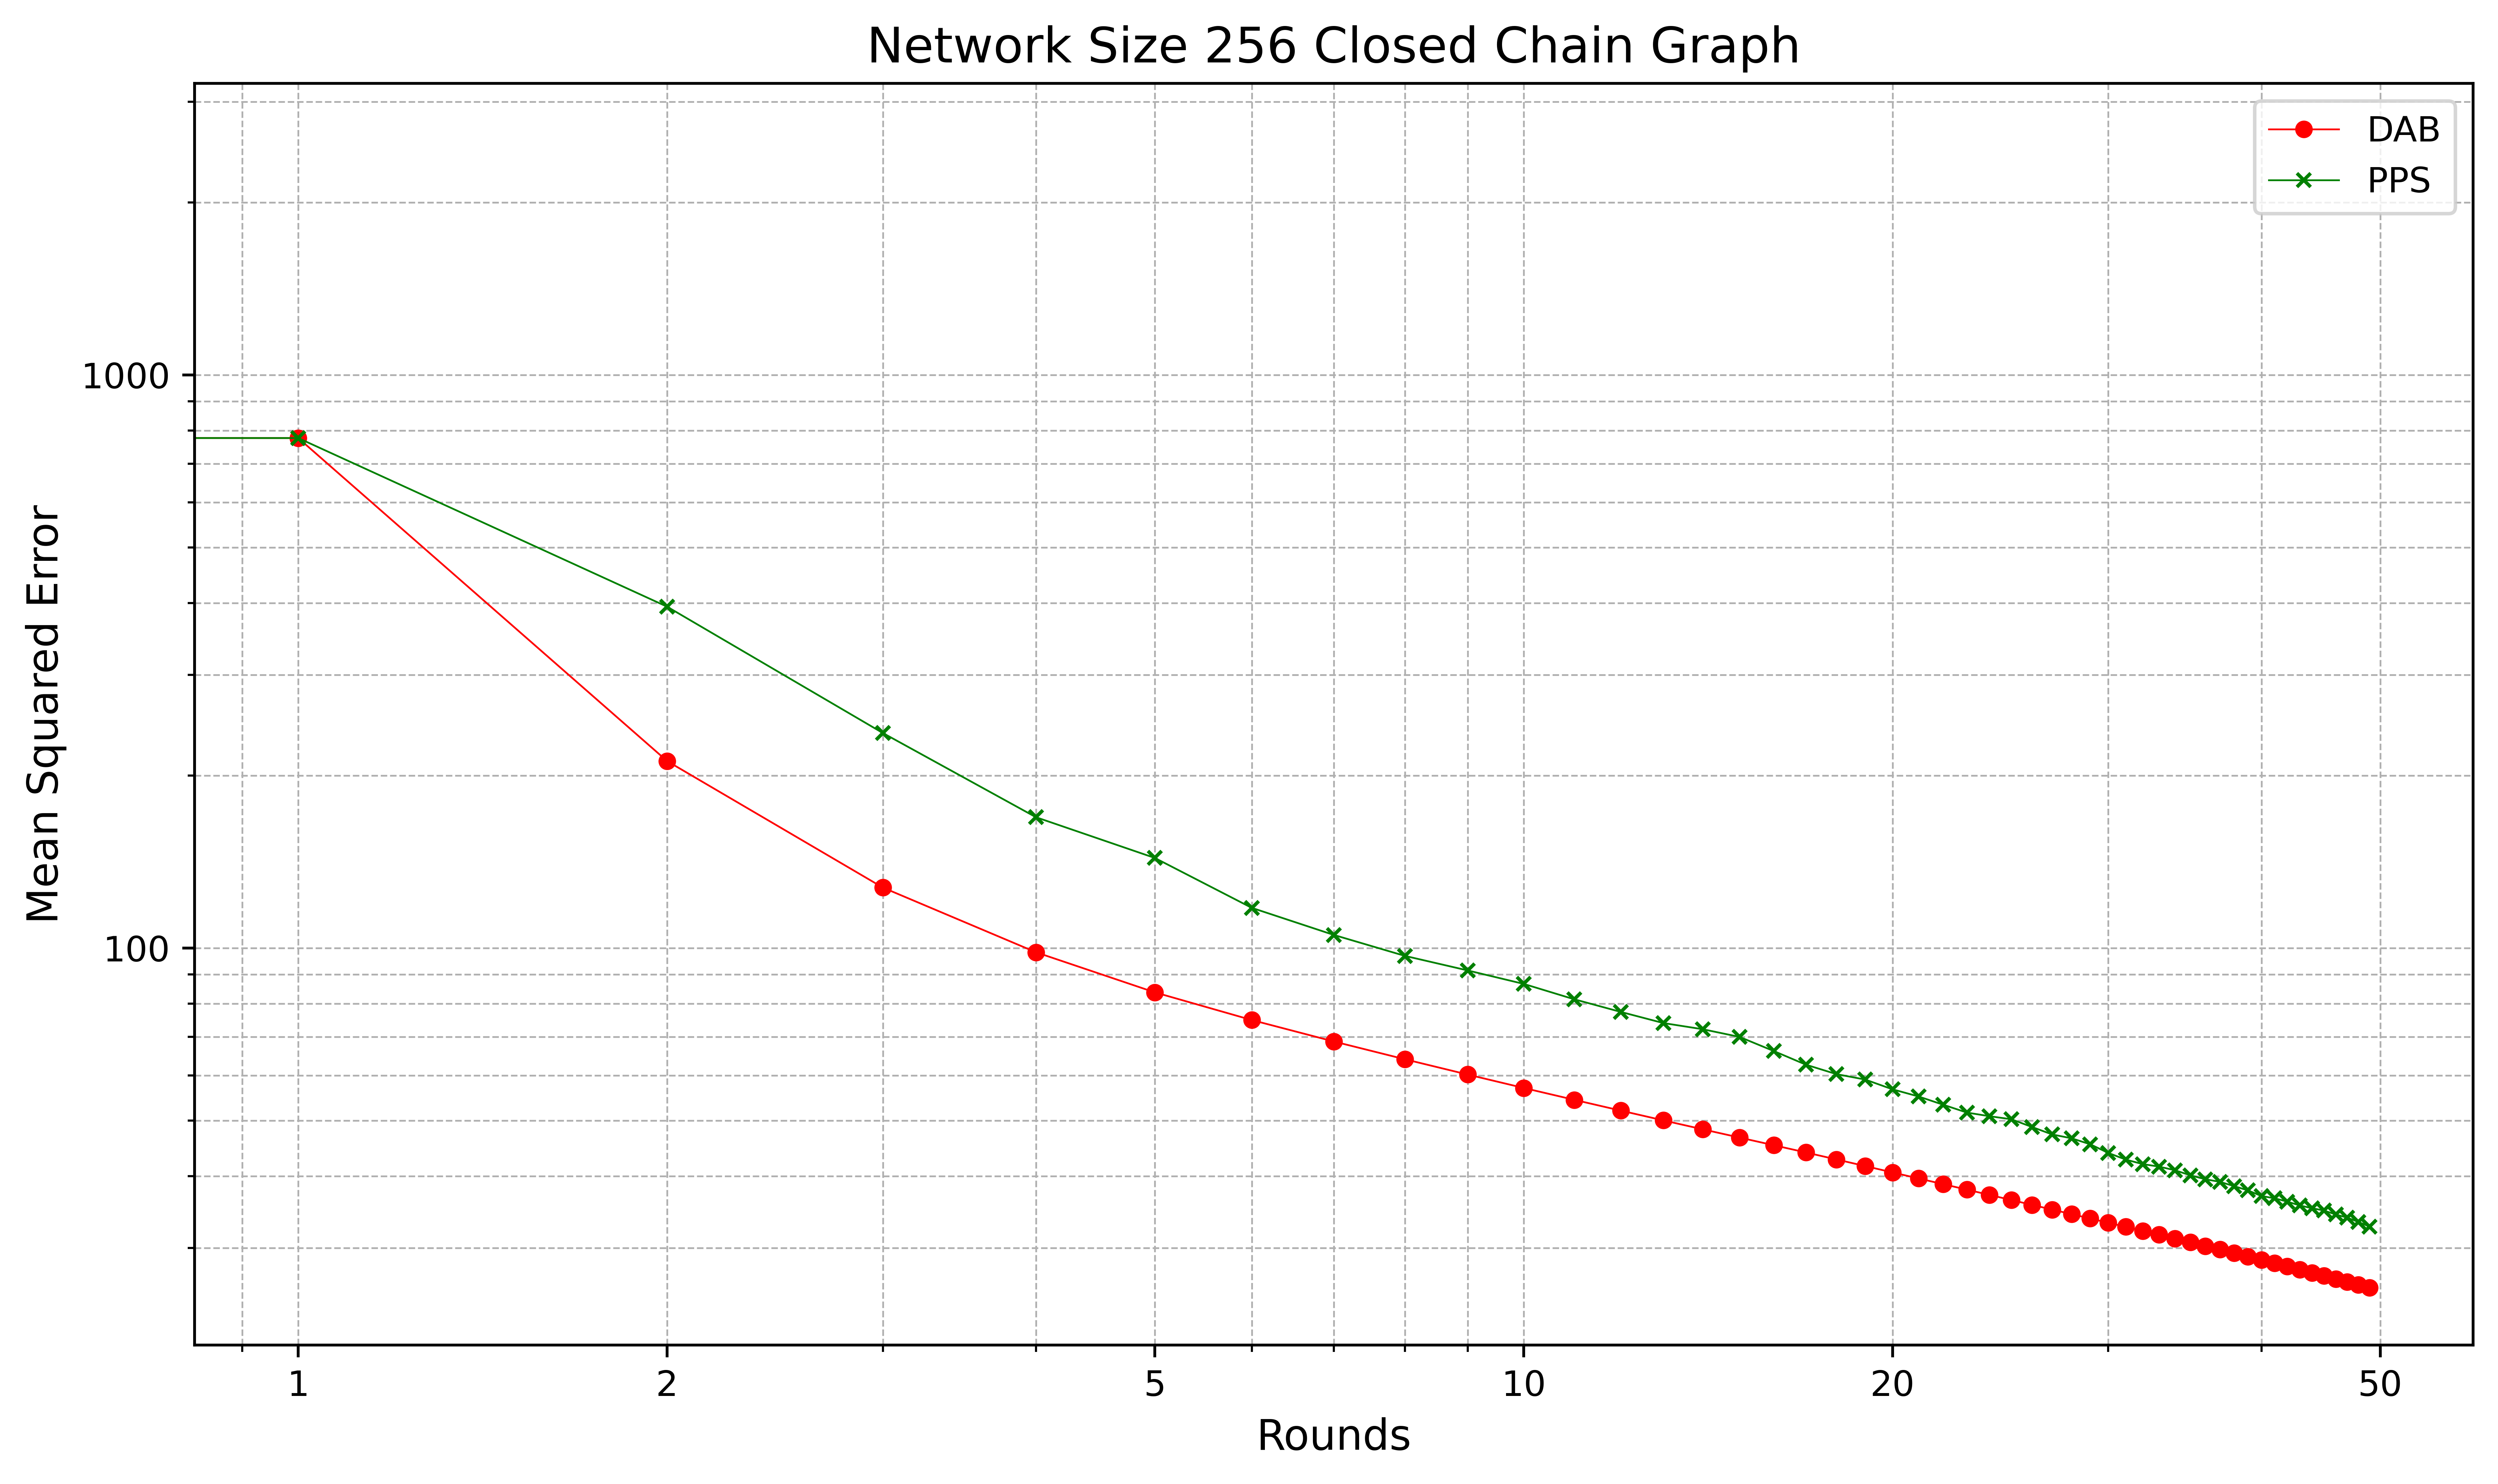 Network Size 256 Closed Chain Graph
DAB
PPS
1000
100
Mean Squared Error
1 2 5 10 20 50
Rounds